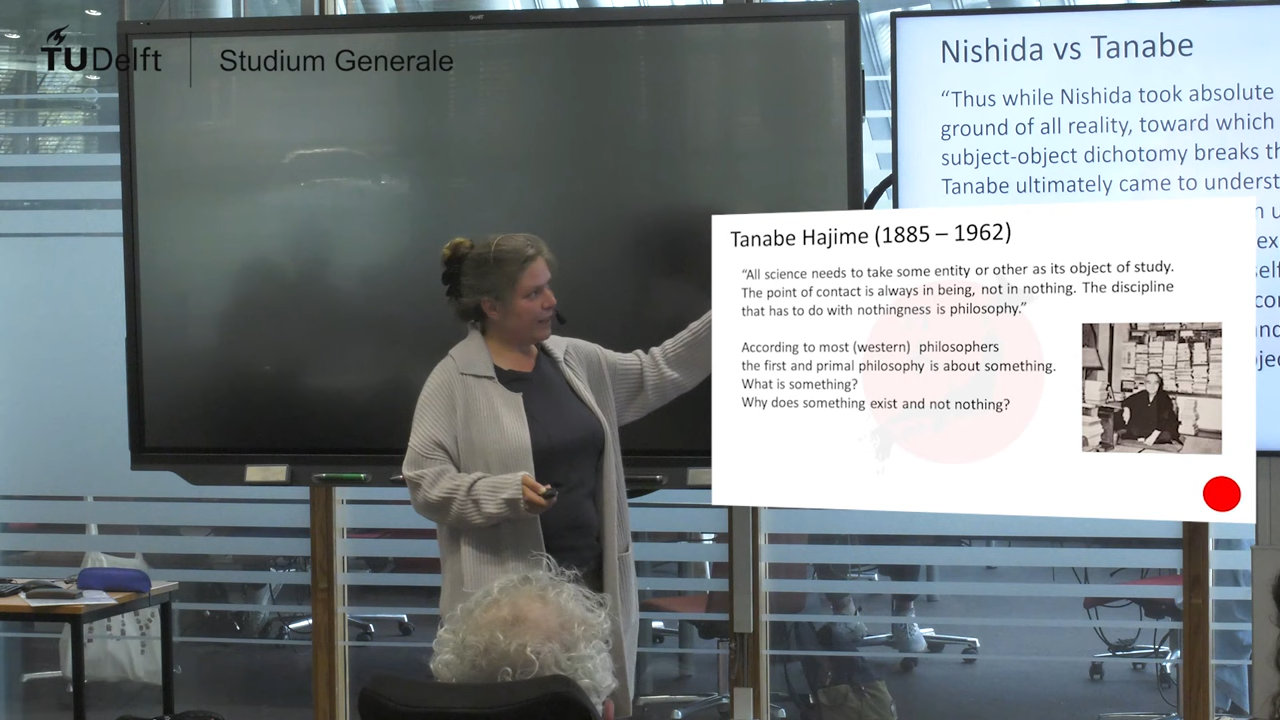 SMART
TUDelft
Studium Generale
Nishida vs Tanabe
“Thus while Nishida took absolute
ground of all reality, toward which
subject-object dichotomy breaks
Tanabe ultimately came to
Tanabe Hajime (1885 – 1962)
“All science needs to take some entity or other as its object of study.
The point of contact is always in being, not in nothing. The discipline
that has to do with nothingness is philosophy.”
According to most (western) philosophers
the first and primal philosophy is about something.
What is something?
Why does something exist and not nothing?